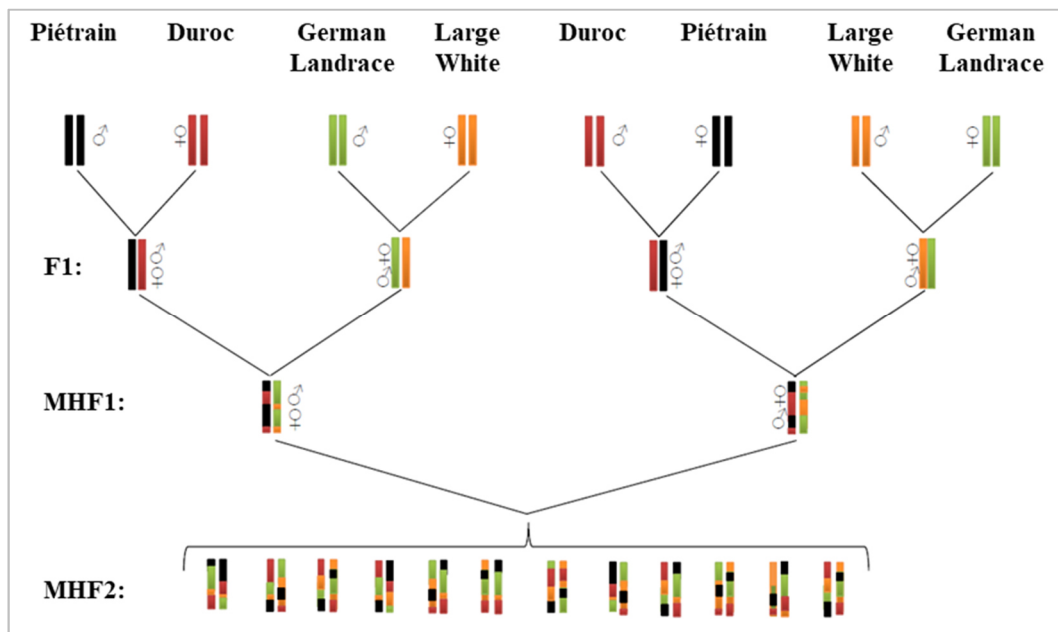 Piétrain Duroc German Large Duroc Piétrain Large German
Landrace White White Landrace
♂ ♀ ♂ ♀ ♂ ♀ ♂ ♀
F1: ♀♂ ♂♀ ♀♂ ♂♀
MHF1: ♀♂ ♂♀
MHF2: